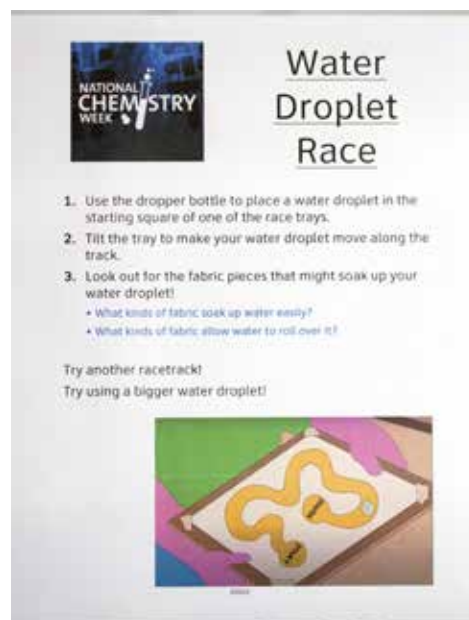 NATIONAL
CHEMISTRY
WEEK
Water
Droplet
Race
1. Use the dropper bottle to place a water droplet in the
starting square of one of the race trays.
2. Tilt the tray to make your water droplet move along the
track.
3. Look out for the fabric pieces that might soak up your
water droplet!
• What kinds of fabric soak up water easily?
• What kinds of fabric allow water to roll over it?
Try another racetrack!
Try using a bigger water droplet!